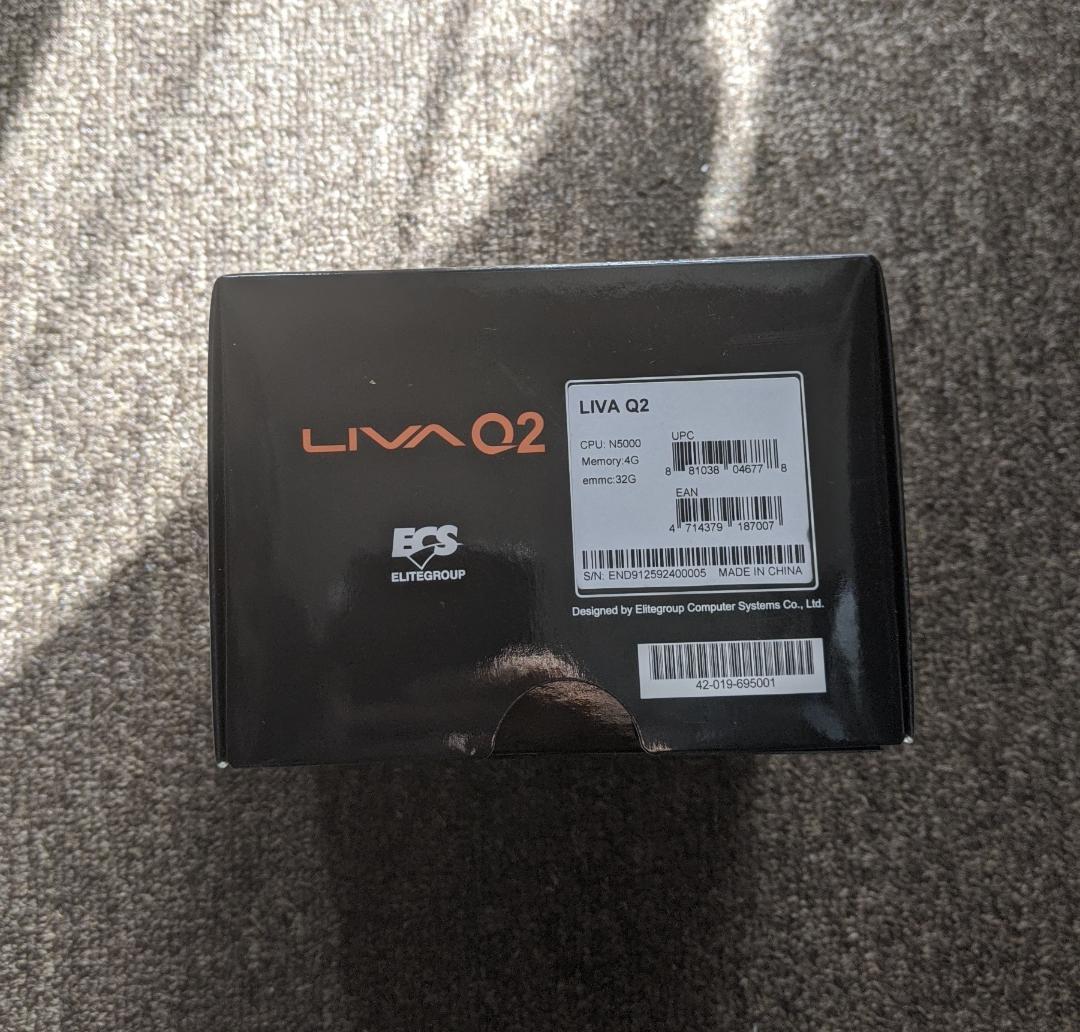 LIVA Q2
ECS
ELITEGROUP
LIVA Q2
CPU: N5000
Memory:4G
emmc:32G
UPC
8 81038 04677 8
EAN
4 714379 187007
S/N: END912592400005 MADE IN CHINA
Designed by Elitegroup Computer Systems Co., Ltd.
42-019-695001